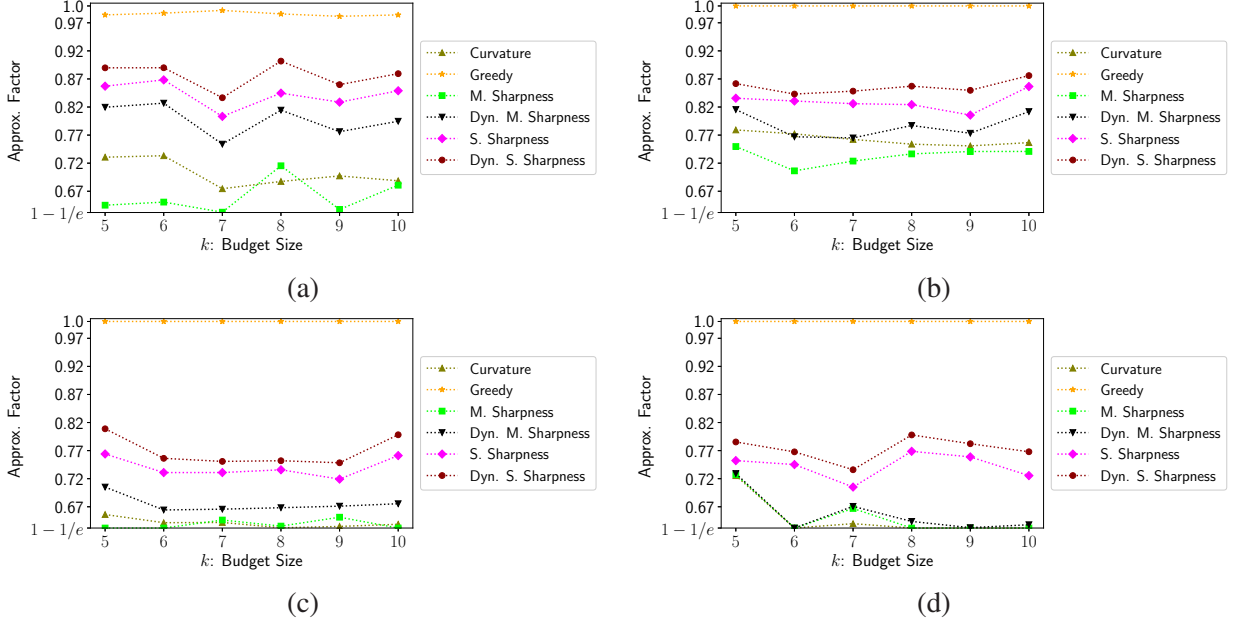 1.0
0.97
0.92
0.87
0.82
0.77
0.72
0.67
1 − 1/e
Approx. Factor
5 6 7 8 9 10
k: Budget Size
Curvature
Greedy
M. Sharpness
Dyn. M. Sharpness
S. Sharpness
Dyn. S. Sharpness
(a)
1.0
0.97
0.92
0.87
0.82
0.77
0.72
0.67
1 − 1/e
Approx. Factor
5 6 7 8 9 10
k: Budget Size
Curvature
Greedy
M. Sharpness
Dyn. M. Sharpness
S. Sharpness
Dyn. S. Sharpness
(b)
1.0
0.97
0.92
0.87
0.82
0.77
0.72
0.67
1 − 1/e
Approx. Factor
5 6 7 8 9 10
k: Budget Size
Curvature
Greedy
M. Sharpness
Dyn. M. Sharpness
S. Sharpness
Dyn. S. Sharpness
(c)
1.0
0.97
0.92
0.87
0.82
0.77
0.72
0.67
1 − 1/e
Approx. Factor
5 6 7 8 9 10
k: Budget Size
Curvature
Greedy
M. Sharpness
Dyn. M. Sharpness
S. Sharpness
Dyn. S. Sharpness
(d)